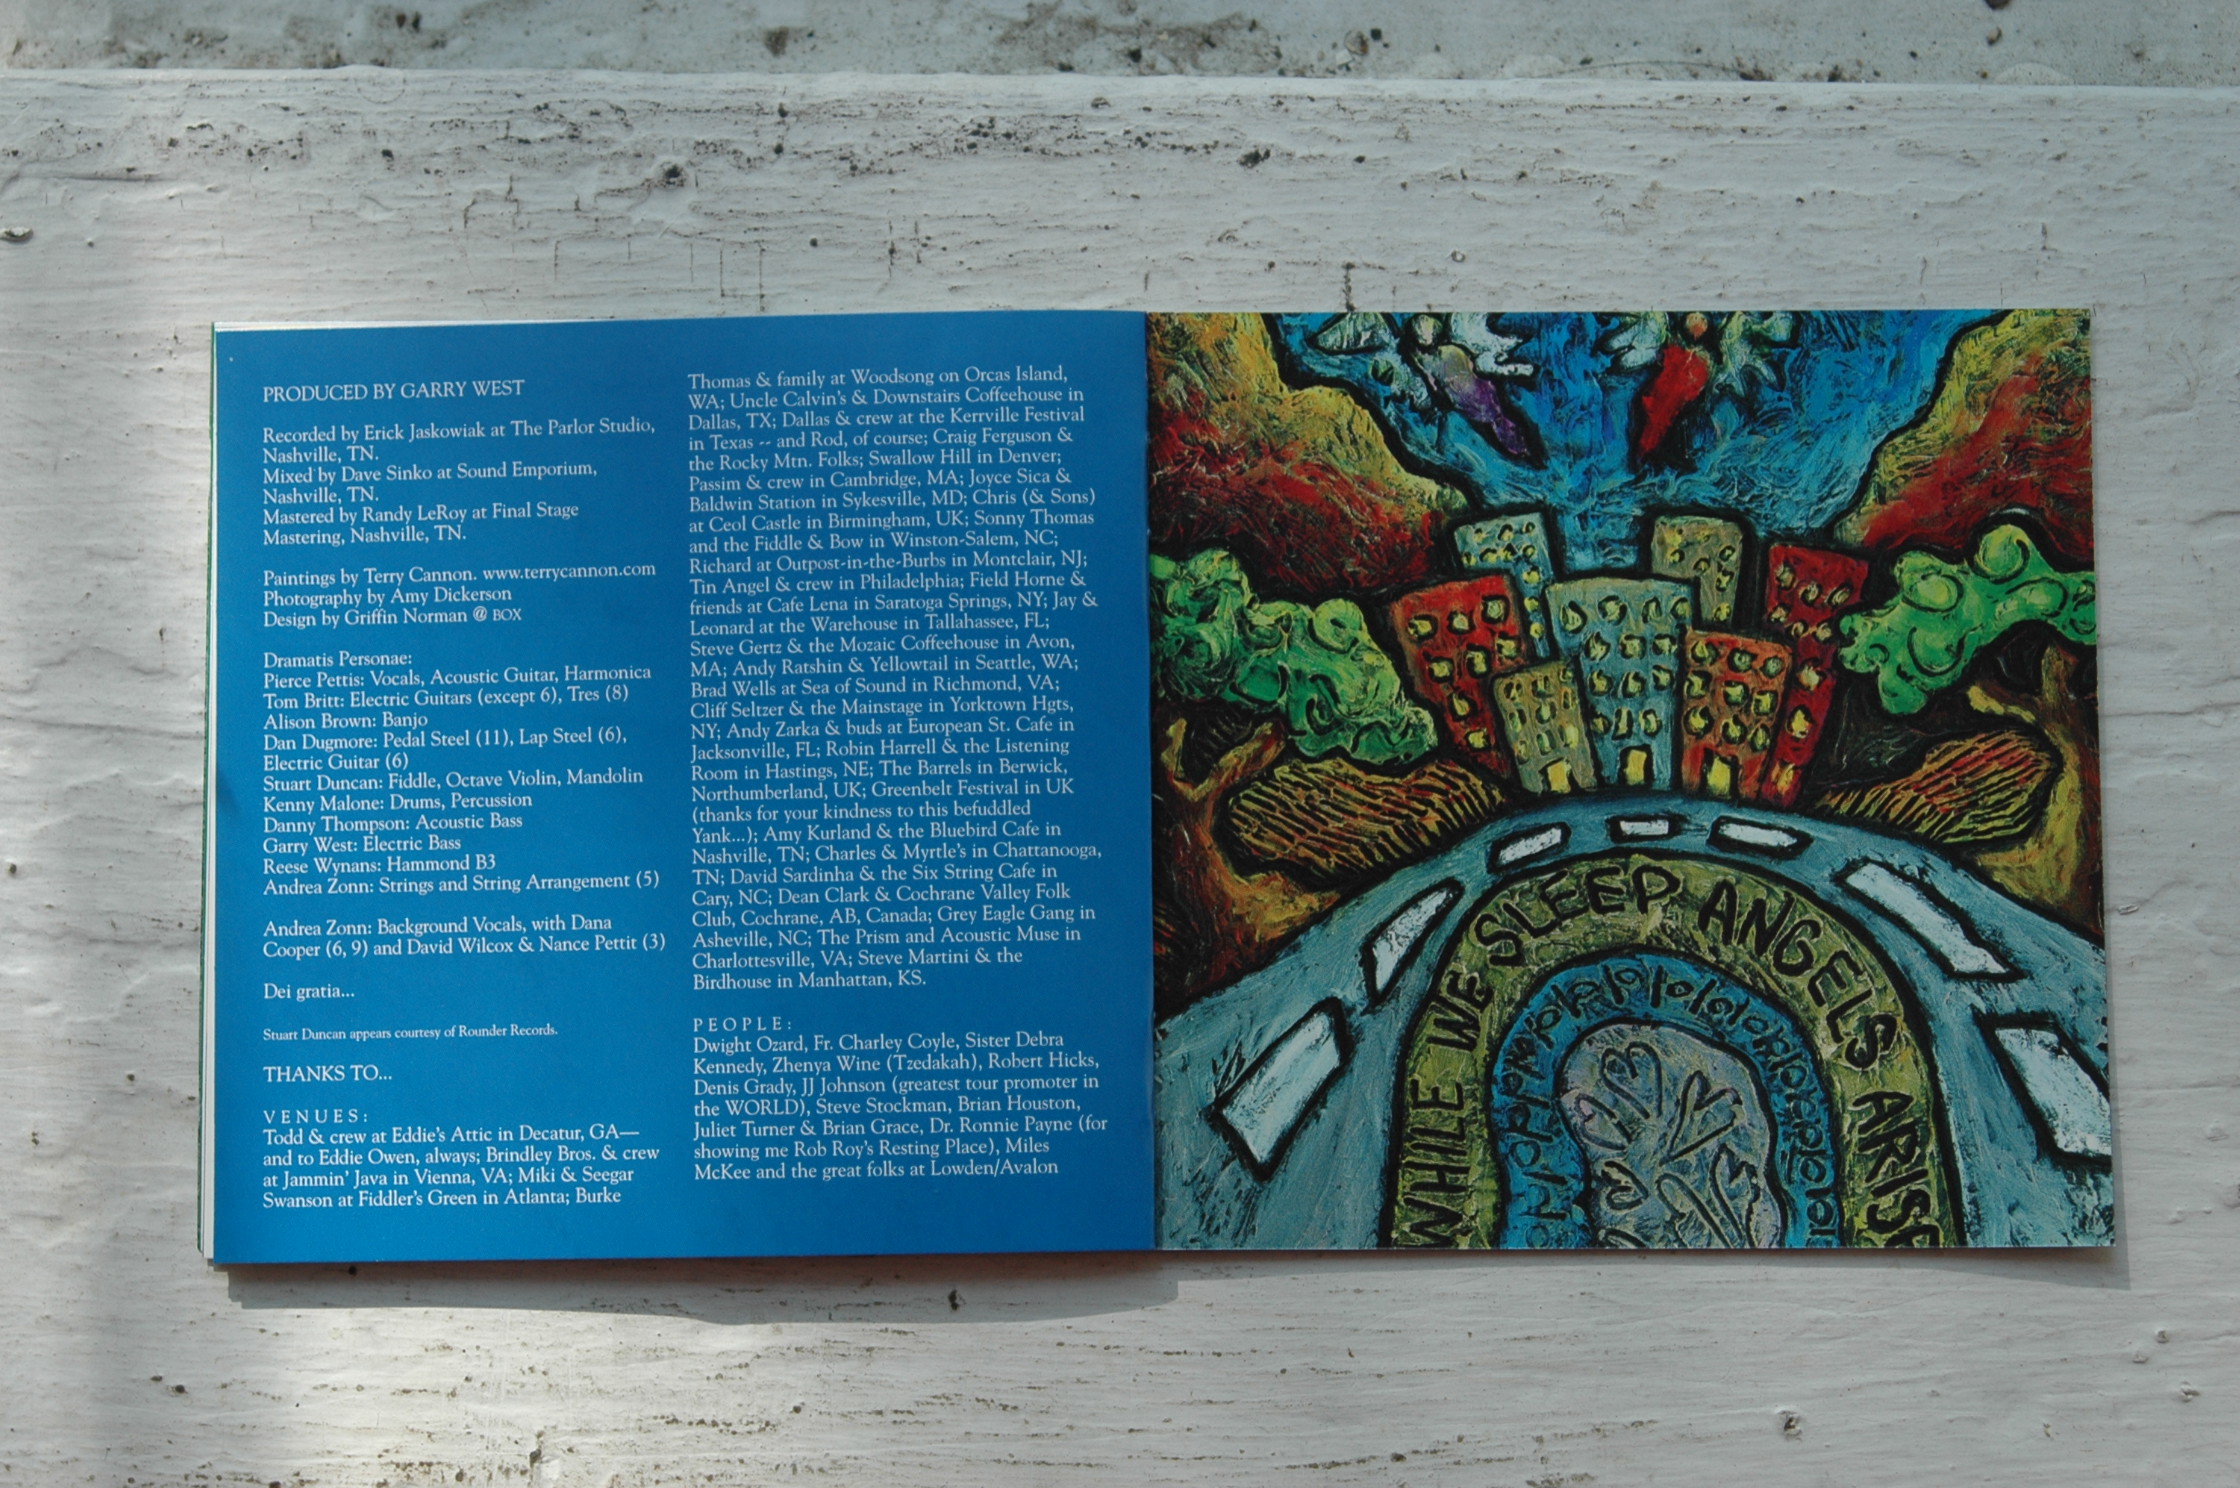 PRODUCED BY GARRY WEST
Recorded by Erick Jaskowiak at The Parlor Studio,
Nashville, TN.
Mixed by Dave Sinko at Sound Emporium,
Nashville, TN.
Mastered by Randy LeRoy at Final Stage
Mastering, Nashville, TN.
Paintings by Terry Cannon. www.terrycannon.com
Photography by Amy Dickerson
Design by Griffin Norman @ BOX
Dramatis Personae:
Pierce Pettis: Vocals, Acoustic Guitar, Harmonica
Tom Britt: Electric Guitars (except 6), Tres (8)
Alison Brown: Banjo
Dan Dugmore: Pedal Steel (11), Lap Steel (6),
Electric Guitar (6)
Stuart Duncan: Fiddle, Octave Violin, Mandolin
Kenny Malone: Drums, Percussion
Danny Thompson: Acoustic Bass
Garry West: Electric Bass
Reese Wynans: Hammond B3
Andrea Zonn: Strings and String Arrangement (5)
Andrea Zonn: Background Vocals, with Dana
Cooper (6, 9) and David Wilcox & Nance Pettit (3)
Dei gratia...
Stuart Duncan appears courtesy of Rounder Records.
THANKS TO...
VENUES:
Todd & crew at Eddie's Attic in Decatur, GA—
and to Eddie Owen, always; Brindley Bros. & crew
at Jammin' Java in Vienna, VA; Miki & Seegar
Swanson at Fiddler's Green in Atlanta; Burke
Thomas & family at Woodsong on Orcas Island,
WA; Uncle Calvin's & Downstairs Coffeehouse in
Dallas, TX; Dallas & crew at the Kerrville Festival
in Texas -- and Rod, of course; Craig Ferguson &
the Rocky Mtn. Folks; Swallow Hill in Denver;
Passim & crew in Cambridge, MA; Joyce Sica &
Baldwin Station in Sykesville, MD; Chris (& Sons)
at Ceol Castle in Birmingham, UK; Sonny Thomas
and the Fiddle & Bow in Winston-Salem, NC;
Richard at Outpost-in-the-Burbs in Montclair, NJ;
Tin Angel & crew in Philadelphia; Field Horne &
friends at Cafe Lena in Saratoga Springs, NY; Jay &
Leonard at the Warehouse in Tallahassee, FL;
Steve Gertz & the Mozaic Coffeehouse in Avon,
MA; Andy Ratshin & Yellowtail in Seattle, WA;
Brad Wells at Sea of Sound in Richmond, VA;
Cliff Seltzer & the Mainstage in Yorktown Hgts,
NY; Andy Zarka & buds at European St. Cafe in
Jacksonville, FL; Robin Harrell & the Listening
Room in Hastings, NE; The Barrels in Berwick,
Northumberland, UK; Greenbelt Festival in UK
(thanks for your kindness to this befuddled
Yank...); Amy Kurland & the Bluebird Cafe in
Nashville, TN; Charles & Myrtle's in Chattanooga,
TN; David Sardinha & the Six String Cafe in
Cary, NC; Dean Clark & Cochrane Valley Folk
Club, Cochrane, AB, Canada; Grey Eagle Gang in
Asheville, NC; The Prism and Acoustic Muse in
Charlottesville, VA; Steve Martini & the
Birdhouse in Manhattan, KS.
PEOPLE:
Dwight Ozard, Fr. Charley Coyle, Sister Debra
Kennedy, Zhenya Wine (Tzedakah), Robert Hicks,
Denis Grady, JJ Johnson (greatest tour promoter in
the WORLD), Steve Stockman, Brian Houston,
Juliet Turner & Brian Grace, Dr. Ronnie Payne (for
showing me Rob Roy's Resting Place), Miles
McKee and the great folks at Lowden/Avalon
WHILE WE SLEEP ANGELS ARISE